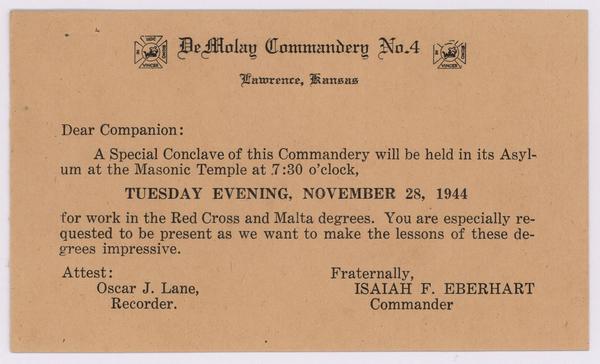 DeMolay Commandery No.4
Lawrence, Kansas
Dear Companion:
A Special Conclave of this Commandery will be held in its Asyl-
um at the Masonic Temple at 7:30 o'clock,
TUESDAY EVENING, NOVEMBER 28, 1944
for work in the Red Cross and Malta degrees. You are especially re-
quested to be present as we want to make the lessons of these de-
grees impressive.
Attest: Fraternally,
Oscar J. Lane, ISAIAH F. EBERHART
Recorder. Commander